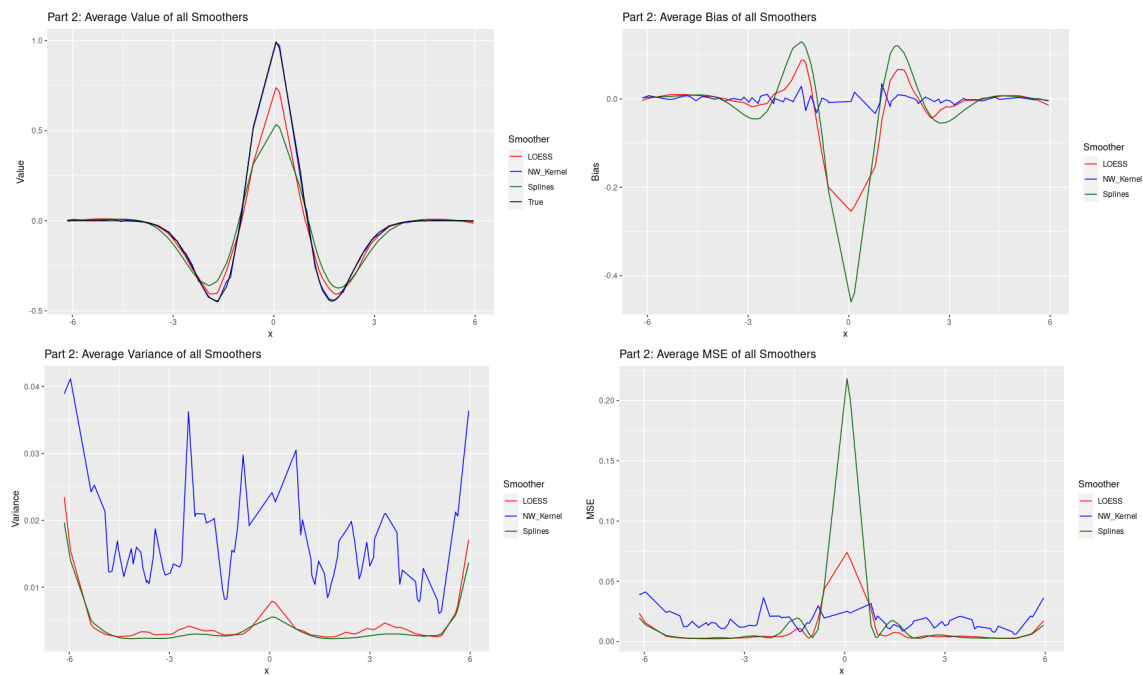 Part 2: Average Value of all Smoothers
1.0
0.5
0.0
-0.5
Value
-6
-3
0
3
6
x
Smoother
LOESS
NW_Kernel
Splines
True
Part 2: Average Bias of all Smoothers
0.0
-0.2
-0.4
Bias
-6
-3
0
3
6
x
Smoother
LOESS
NW_Kernel
Splines
Part 2: Average Variance of all Smoothers
0.04
0.03
0.02
0.01
Variance
-6
-3
0
3
6
x
Smoother
LOESS
NW_Kernel
Splines
Part 2: Average MSE of all Smoothers
0.20
0.15
0.10
0.05
0.00
MSE
-6
-3
0
3
6
x
Smoother
LOESS
NW_Kernel
Splines